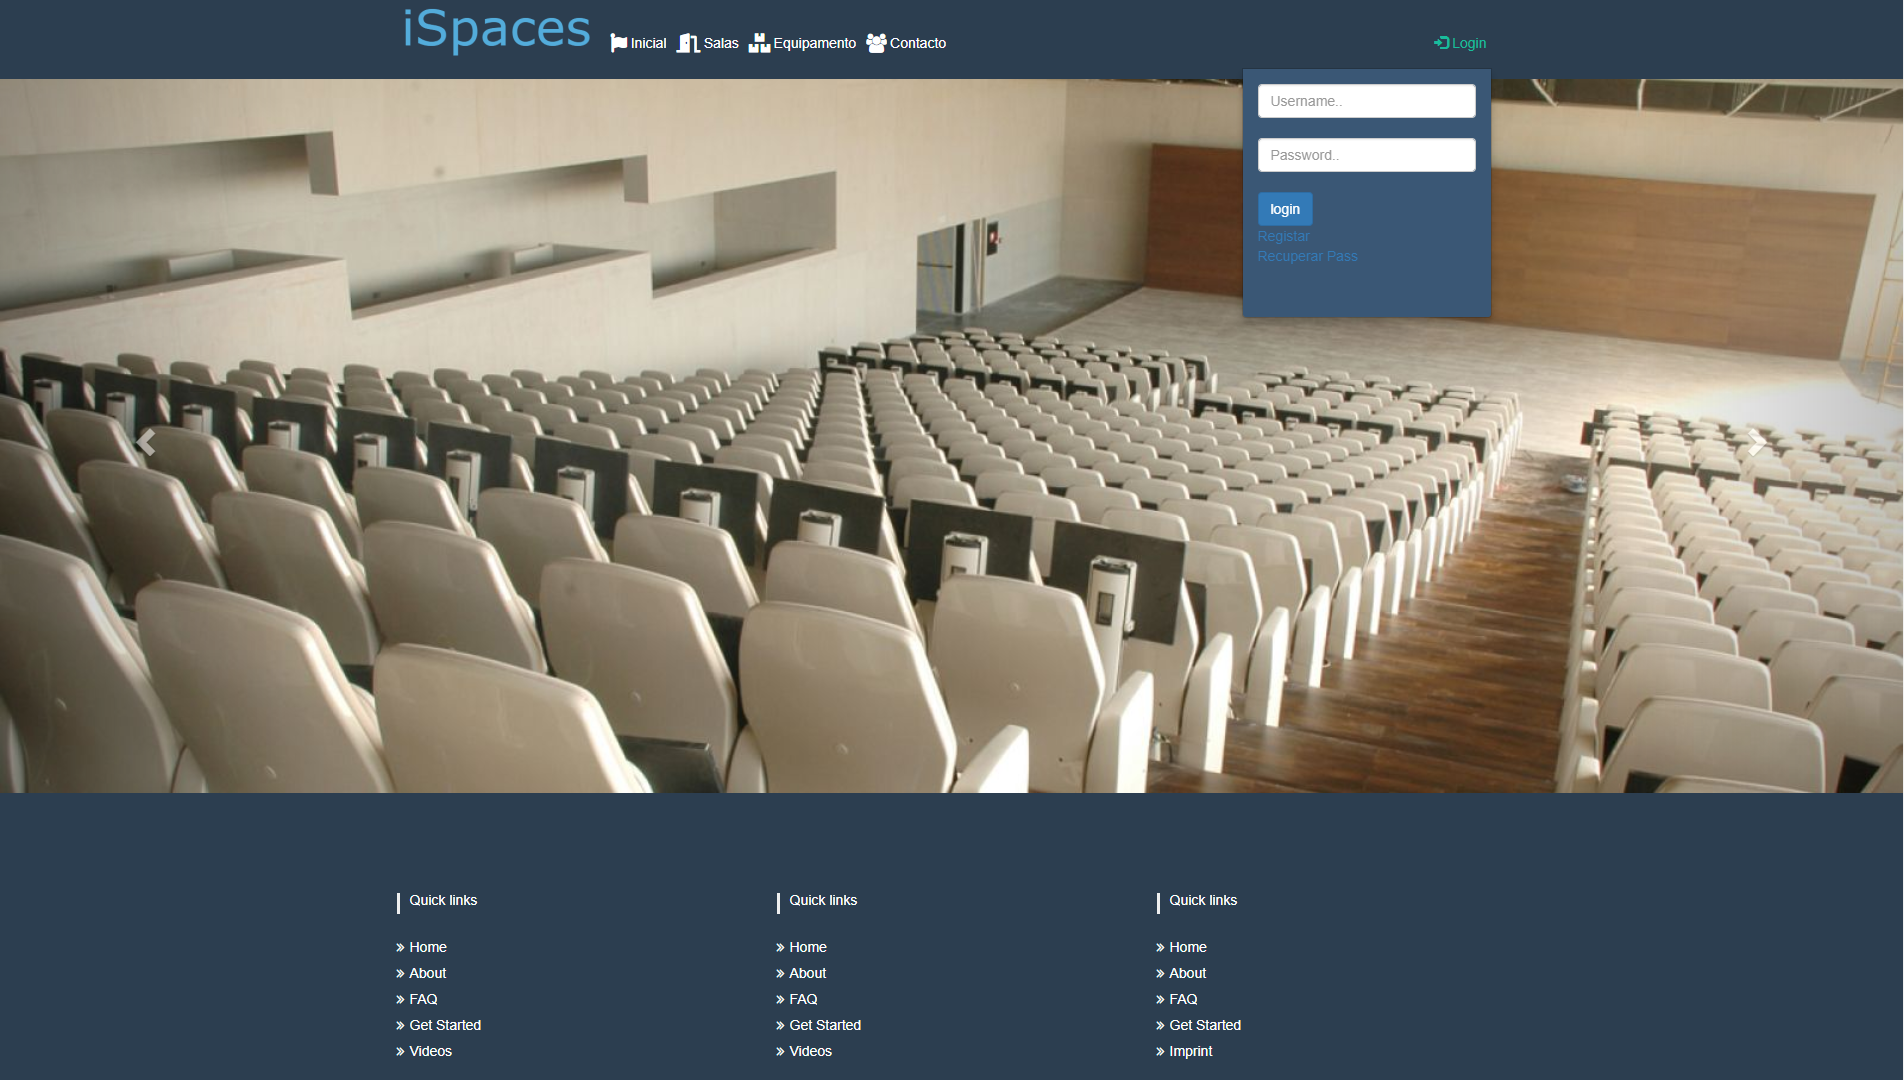 iSpaces
Inicial Salas Equipamento Contacto Login
Username..
Password..
login
Registar
Recuperar Pass
Quick links
Home
About
FAQ
Get Started
Videos
Quick links
Home
About
FAQ
Get Started
Videos
Quick links
Home
About
FAQ
Get Started
Imprint